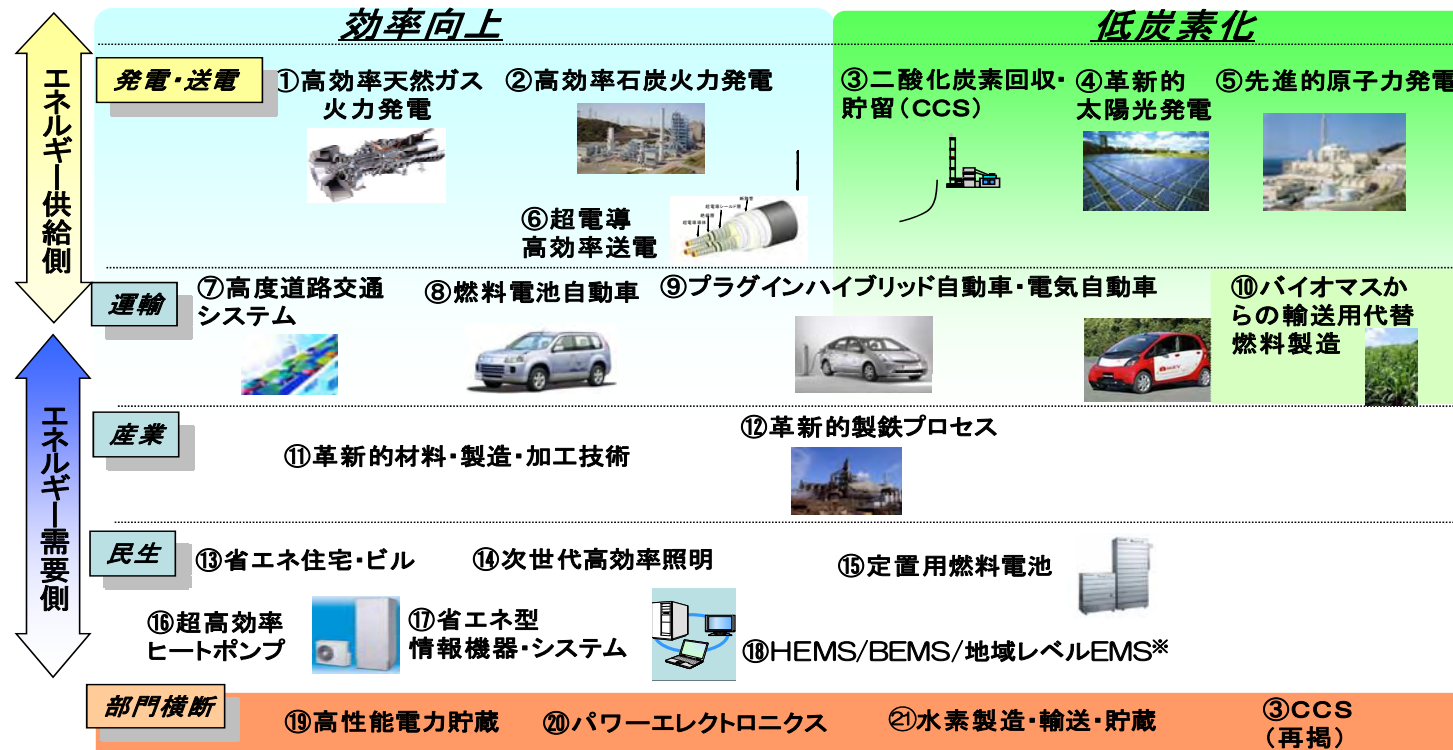 効率向上
低炭素化
エネルギー供給側
発電・送電
①高効率天然ガス
火力発電
②高効率石炭火力発電
③二酸化炭素回収・
貯留(CCS)
④革新的
太陽光発電
⑤先進的原子力発電
⑥超電導
高効率送電
運輸
⑦高度道路交通
システム
⑧燃料電池自動車
⑨プラグインハイブリッド自動車・電気自動車
⑩バイオマスか
らの輸送用代替
燃料製造
エネルギー需要側
産業
⑪革新的材料・製造・加工技術
⑫革新的製鉄プロセス
民生
⑬省エネ住宅・ビル
⑭次世代高効率照明
⑮定置用燃料電池
⑯超高効率
ヒートポンプ
⑰省エネ型
情報機器・システム
⑱HEMS/BEMS/地域レベルEMS※
部門横断
⑲高性能電力貯蔵
⑳パワーエレクトロニクス
㉑水素製造・輸送・貯蔵
③CCS
(再掲)